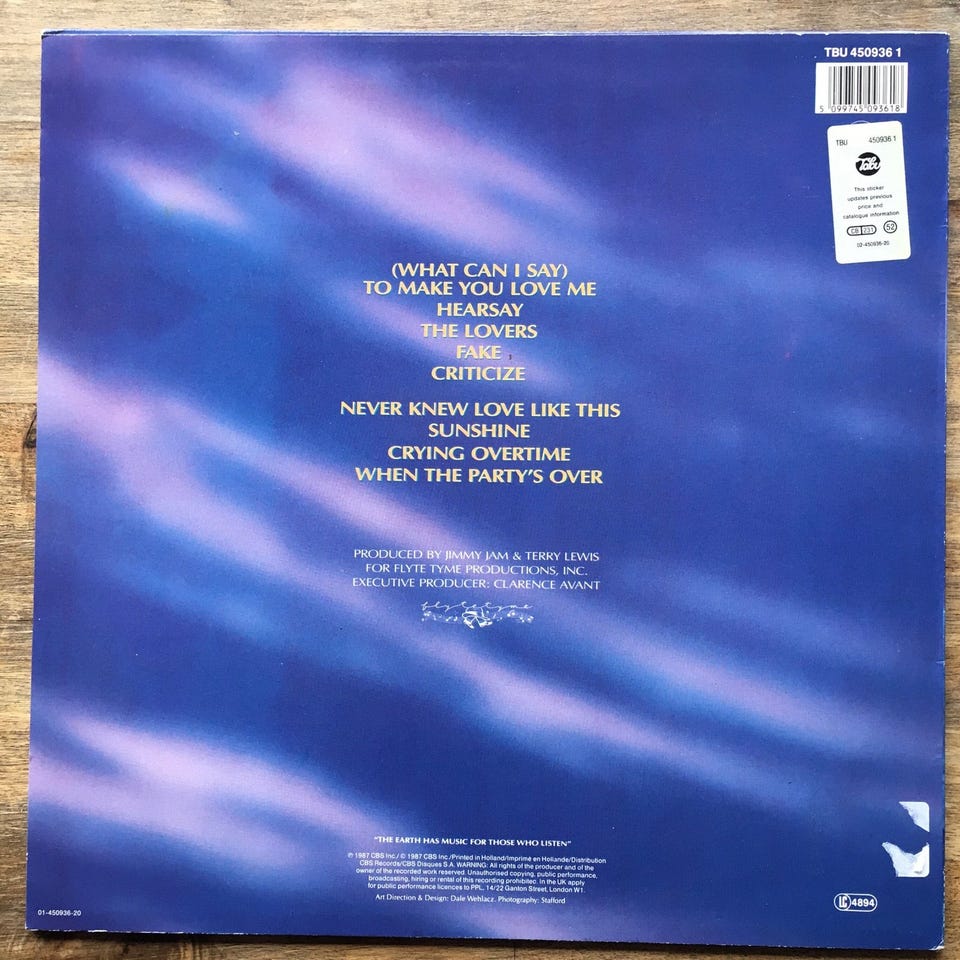 TBU 450936 1
5 099745 093618
TBU 450936 1
Tabu
This sticker
updates previous
price and
catalogue information
CB 231 52
02-450936-20
(WHAT CAN I SAY)
TO MAKE YOU LOVE ME
HEARSAY
THE LOVERS
FAKE
CRITICIZE
NEVER KNEW LOVE LIKE THIS
SUNSHINE
CRYING OVERTIME
WHEN THE PARTY'S OVER
PRODUCED BY JIMMY JAM & TERRY LEWIS
FOR FLYTE TYME PRODUCTIONS, INC.
EXECUTIVE PRODUCER: CLARENCE AVANT
flyte tyme
"THE EARTH HAS MUSIC FOR THOSE WHO LISTEN"
℗ 1987 CBS Inc./© 1987 CBS Inc./Printed in Holland/Imprimé en Hollande/Distribution
CBS Records/CBS Disques S.A. WARNING: All rights of the producer and of the
owner of the recorded work reserved. Unauthorised copying, public performance,
broadcasting, hiring or rental of this recording prohibited. In the UK apply
for public performance licences to PPL, 14/22 Ganton Street, London W1.
Art Direction & Design: Dale Wehlacz. Photography: Stafford
LC 4894
01-450936-20